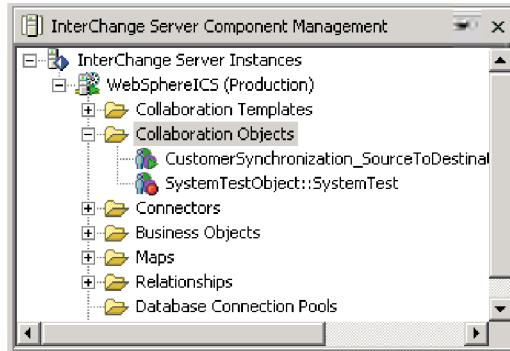 InterChange Server Component Management
InterChange Server Instances
WebSphereICS (Production)
Collaboration Templates
Collaboration Objects
CustomerSynchronization_SourceToDestinat
SystemTestObject::SystemTest
Connectors
Business Objects
Maps
Relationships
Database Connection Pools